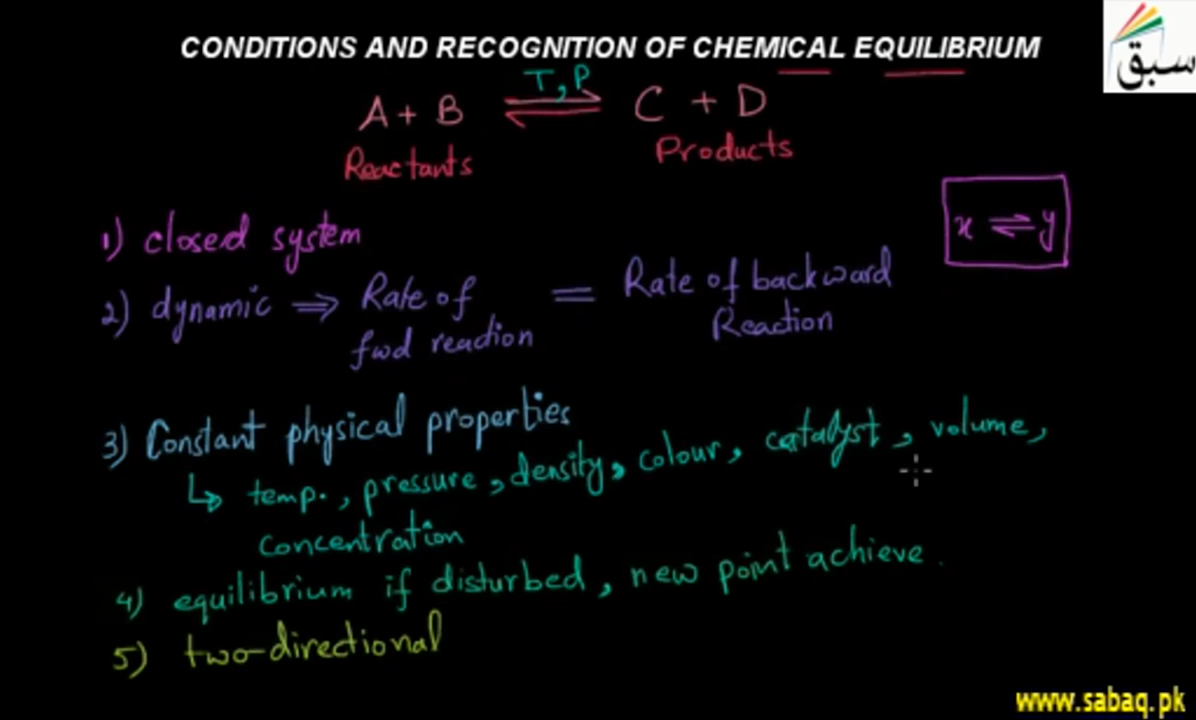 CONDITIONS AND RECOGNITION OF CHEMICAL EQUILIBRIUM
سبق
T, P
A + B ⇌ C + D
Reactants Products
x ⇌ y
1) closed system
2) dynamic ⇒ Rate of = Rate of backward
fwd reaction Reaction
3) Constant physical properties
↳ temp., pressure, density, colour, catalyst, volume,
concentration
4) equilibrium if disturbed, new point achieve.
5) two-directional
www.sabaq.pk